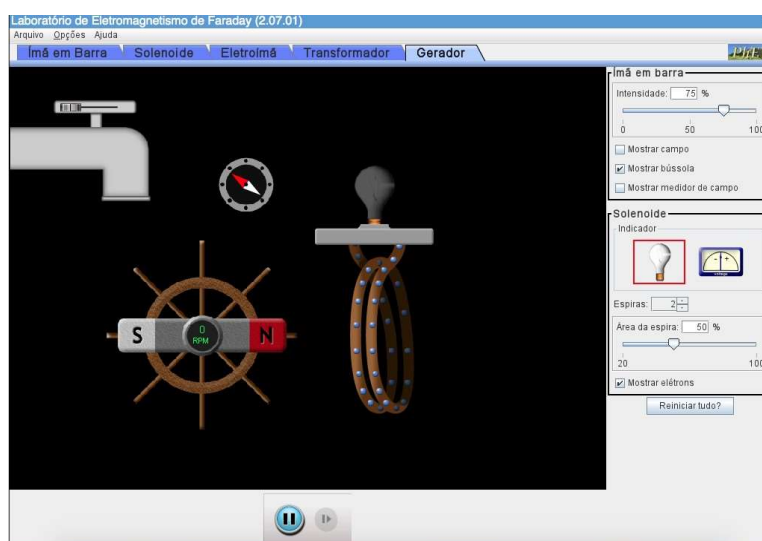 Laboratório de Eletromagnetismo de Faraday (2.07.01)
Arquivo Opções Ajuda
Ímã em Barra Solenoide Eletroímã Transformador Gerador
Ímã em barra
Intensidade: 75 %
0 50 100
Mostrar campo
Mostrar bússola
Mostrar medidor de campo
Solenoide
Indicador
Espiras: 2
Área da espira: 50 %
20 100
Mostrar elétrons
Reiniciar tudo?
S 0 N
RPM